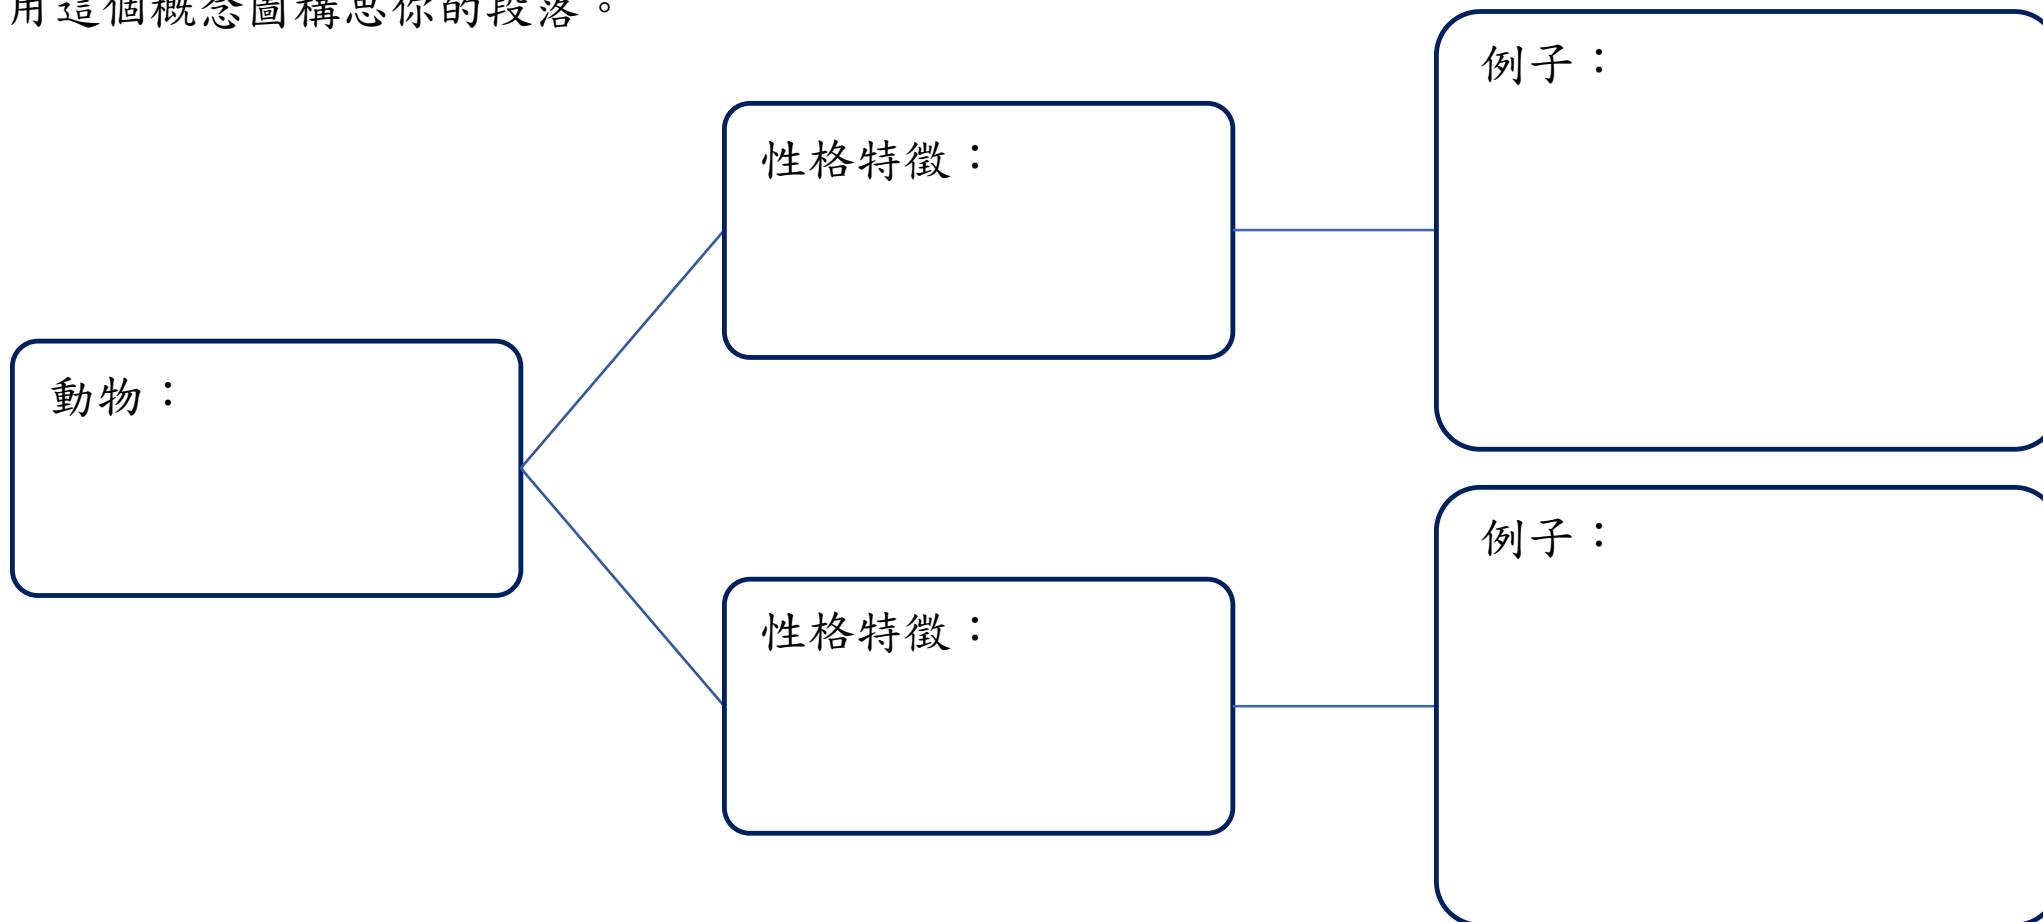 用這個概念圖構思你的段落。
例子：
性格特徵：
動物：
例子：
性格特徵：